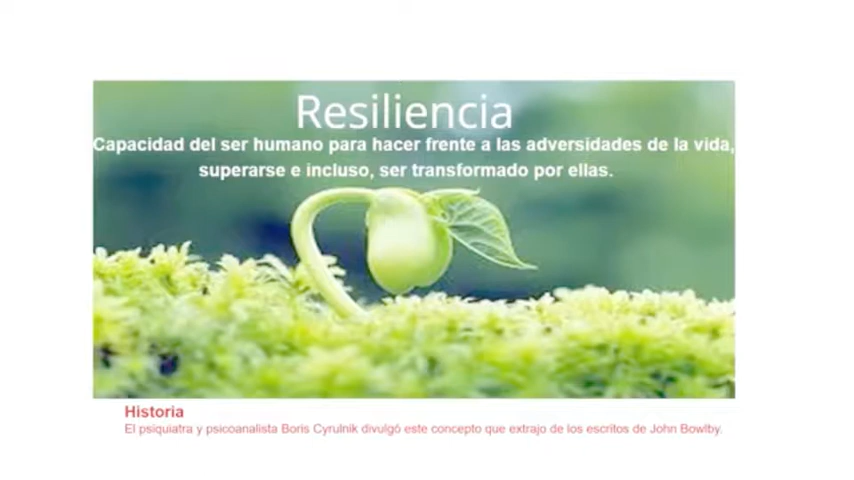 Resiliencia
Capacidad del ser humano para hacer frente a las adversidades de la vida,
superarse e incluso, ser transformado por ellas.
Historia
El psiquiatra y psicoanalista Boris Cyrulnik divulgó este concepto que extrajo de los escritos de John Bowlby.